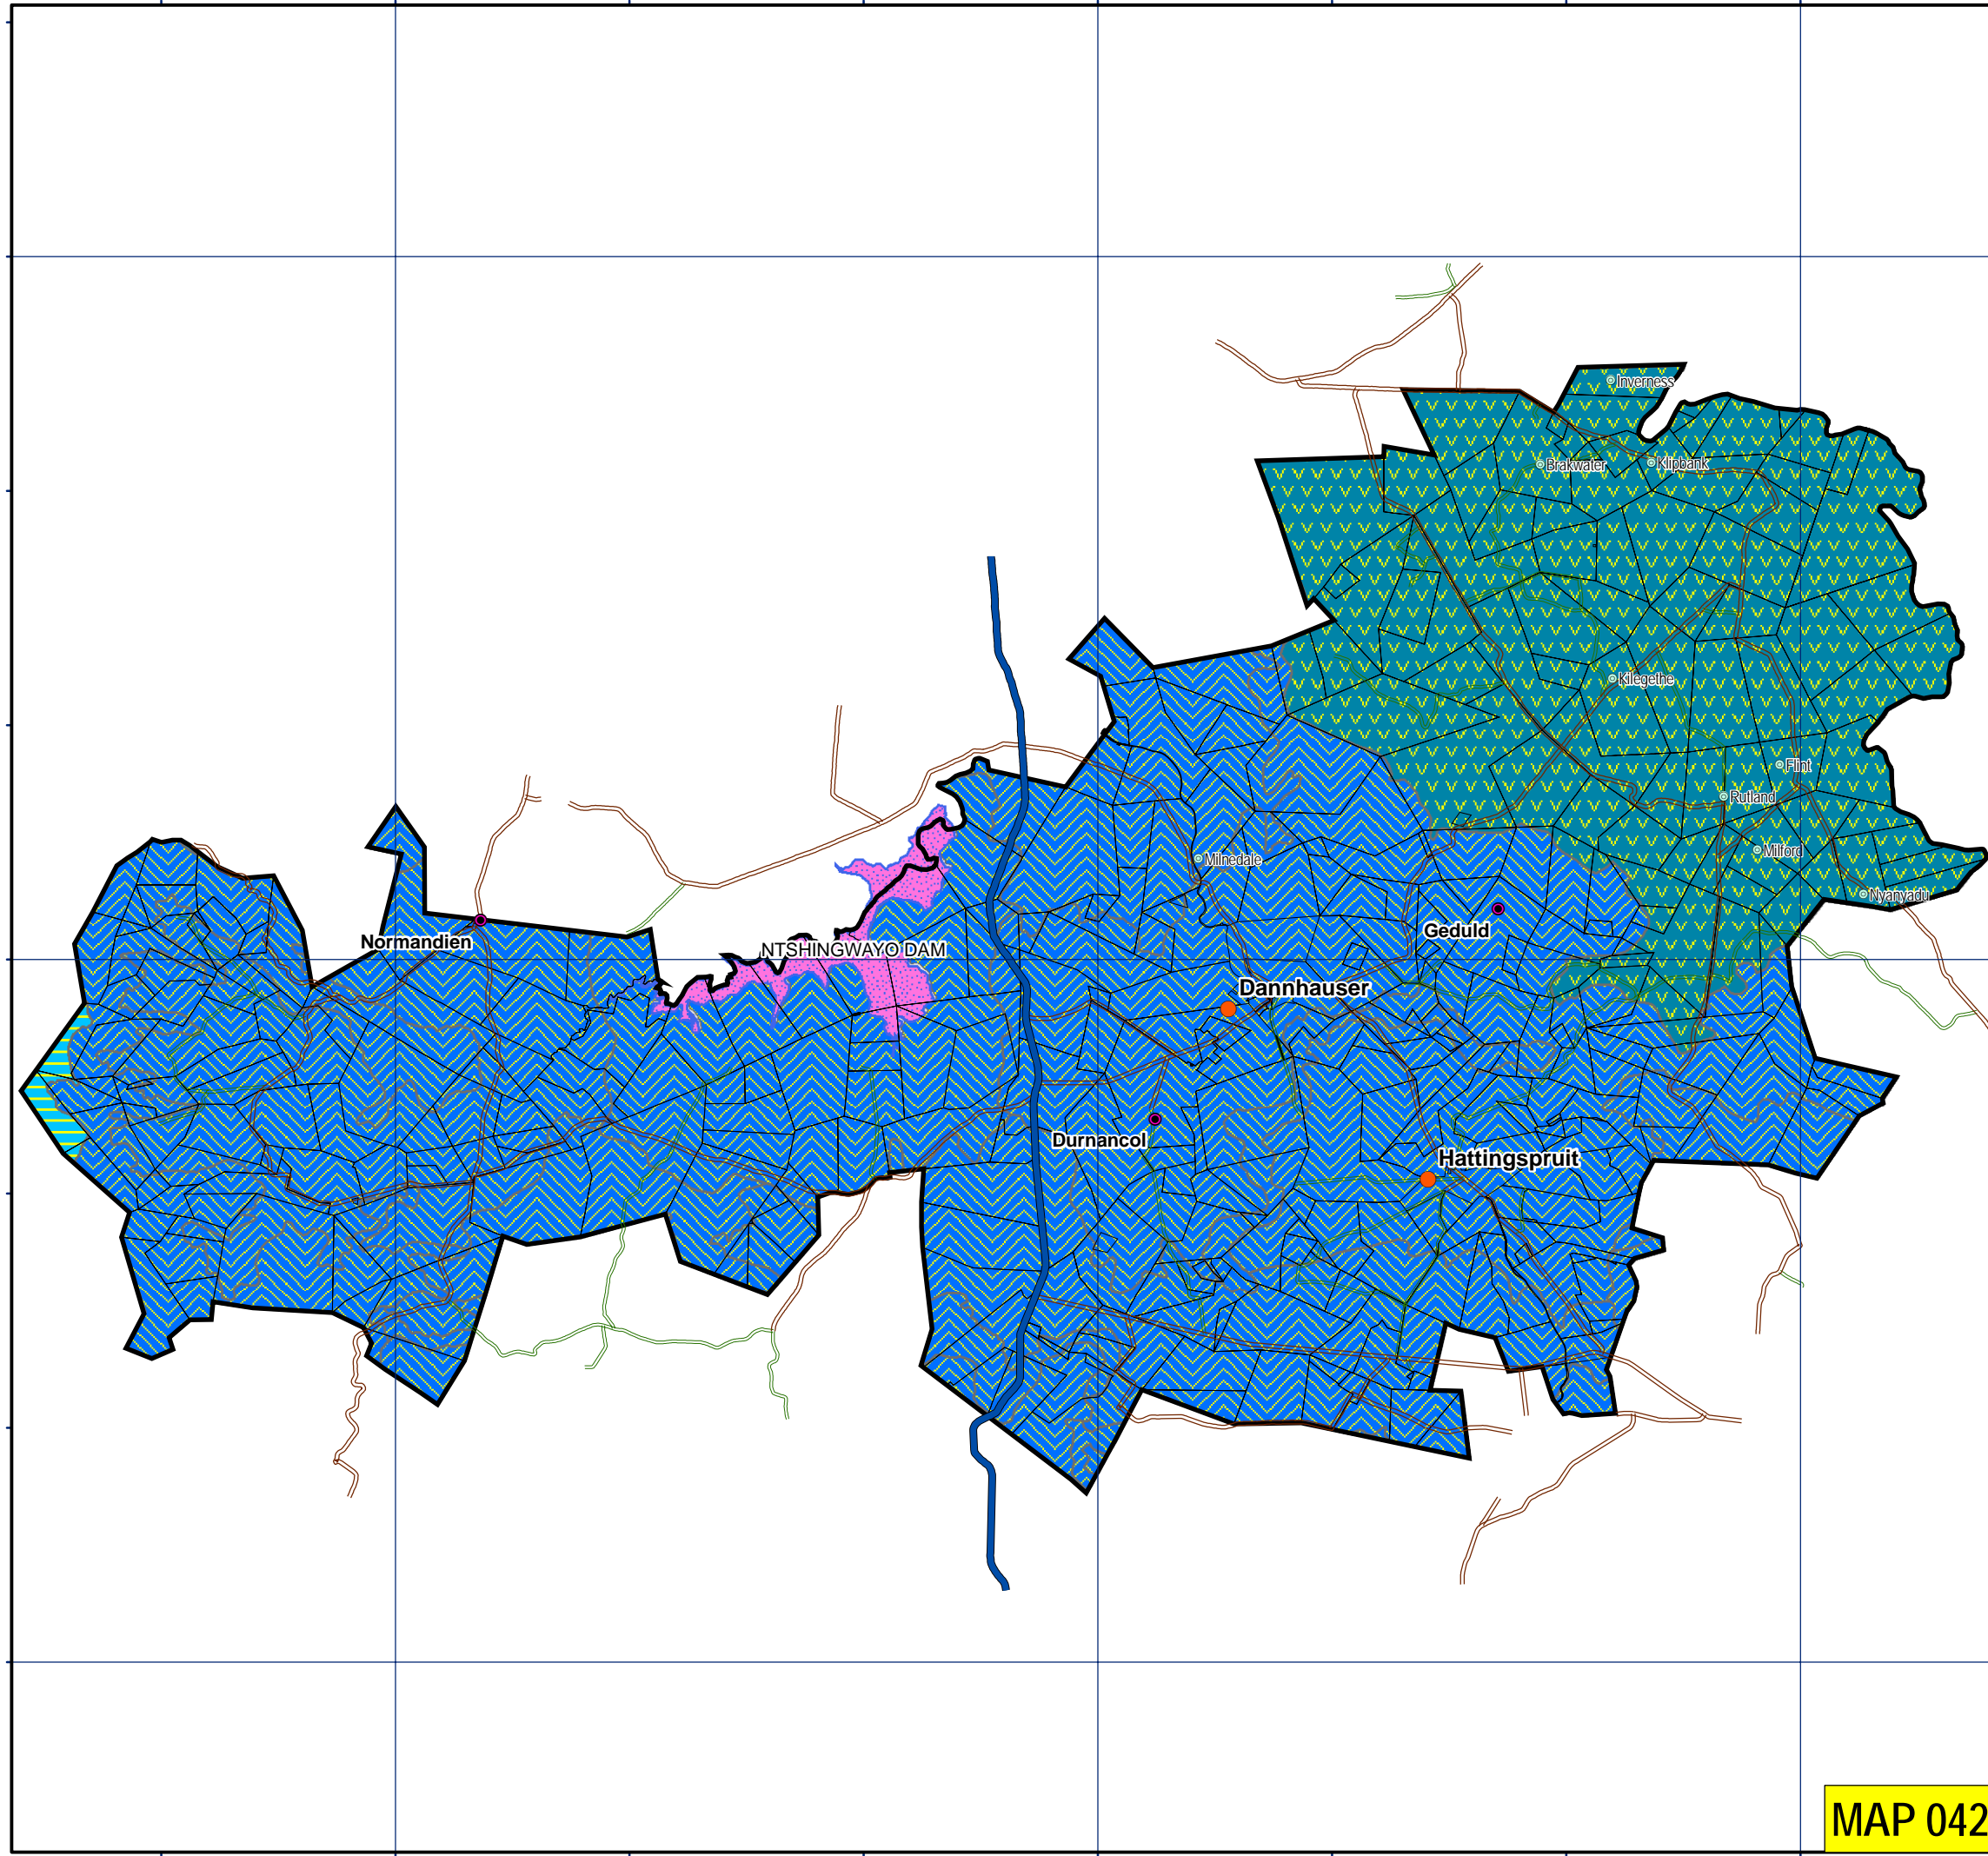 Inverness
Brakwater
Klipbank
Kilegethe
Flint
Rutland
Milnedale
Milford
Nyanyadu
Geduld
Normandien
NTSHINGWAYO DAM
Dannhauser
Durnancol
Hattingspruit
MAP 042